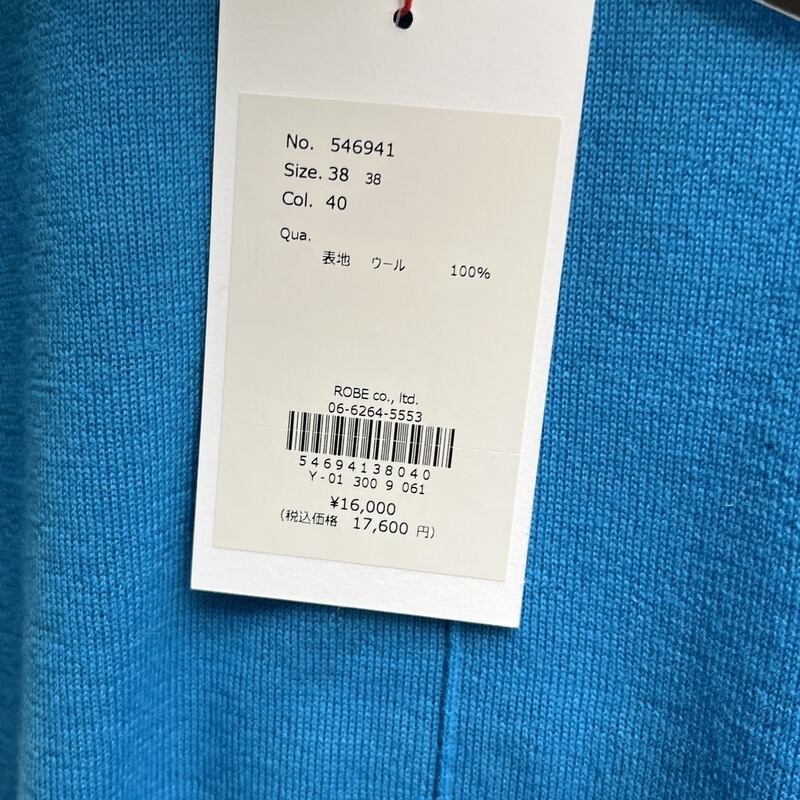 No. 546941
Size. 38 38
Col. 40
Qua.
表地 ウール 100%
ROBE co., ltd.
06-6264-5553
54694138040
Y-01 300 9 061
¥16,000
(税込価格 17,600 円)